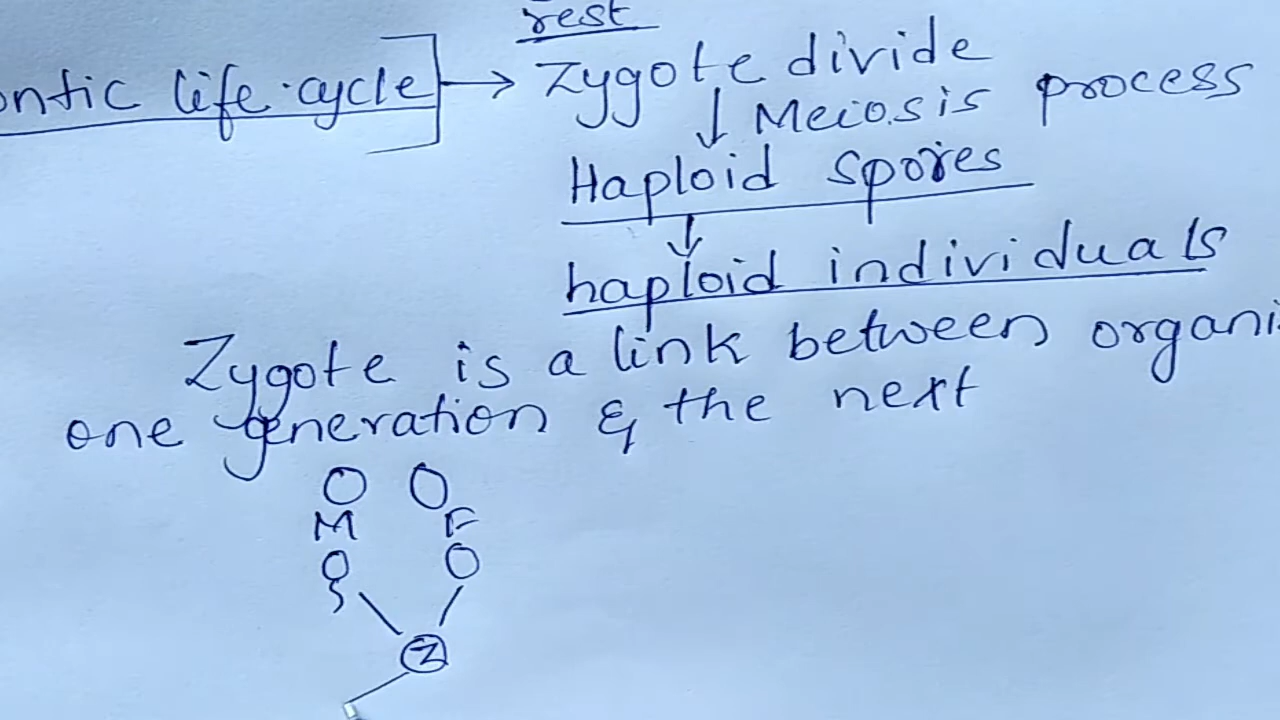 rest
ontic life cycle → Zygote divide
↓ Meiosis process
Haploid spores
↓
haploid individuals
Zygote is a link between organi
one generation & the next
M F
Z